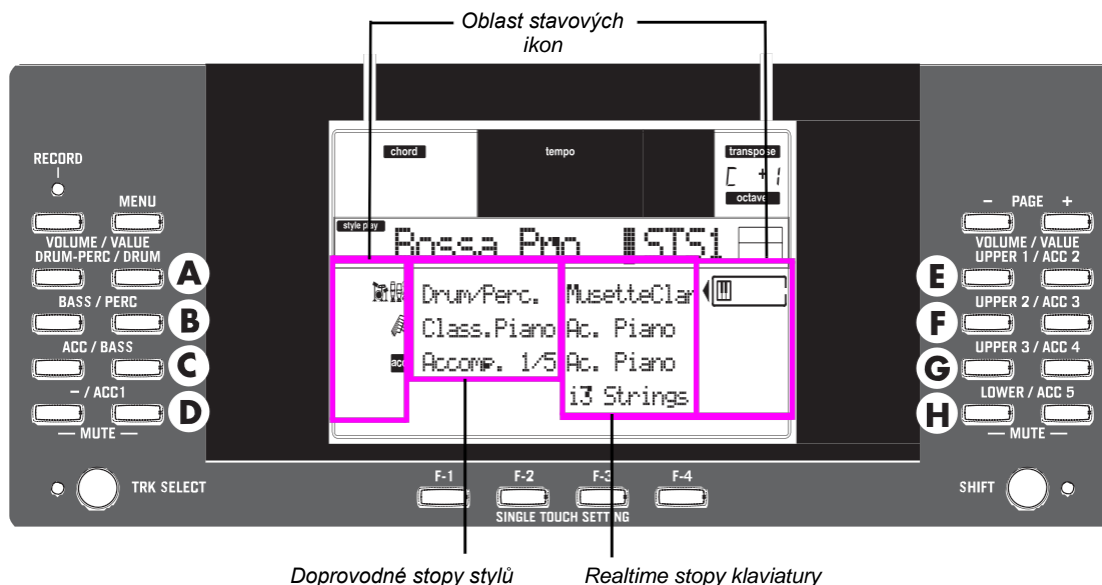 Oblast stavových
ikon
RECORD
MENU
VOLUME / VALUE
DRUM-PERC / DRUM
A
BASS / PERC
B
ACC / BASS
C
– / ACC1
D
— MUTE —
TRK SELECT
chord
tempo
transpose
C +1
octave
style play
Bossa Pno STS1
Drum/Perc. MusetteClar
Class.Piano Ac. Piano
acc Accomp. 1/5 Ac. Piano
i3 Strings
F-1 F-2 F-3 F-4
SINGLE TOUCH SETTING
– PAGE +
VOLUME / VALUE
UPPER 1 / ACC 2
E
UPPER 2 / ACC 3
F
UPPER 3 / ACC 4
G
LOWER / ACC 5
H
— MUTE —
SHIFT
Doprovodné stopy stylů
Realtime stopy klaviatury